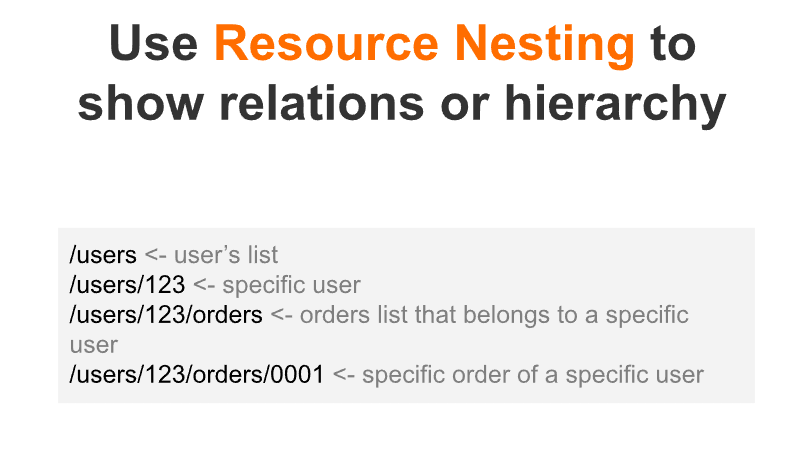 Use Resource Nesting to
show relations or hierarchy
/users <- user’s list
/users/123 <- specific user
/users/123/orders <- orders list that belongs to a specific
user
/users/123/orders/0001 <- specific order of a specific user